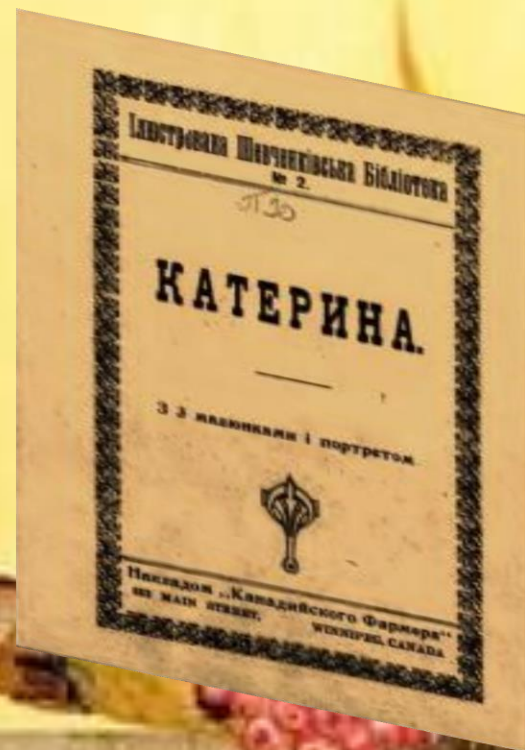 Ілюстрована Шевченківська Бібліотека
№ 2.
КАТЕРИНА.
З 3 малюнками і портретом
Накладом „Канадийского Фармера“
MAIN STREET, WINNIPEG, CANADA